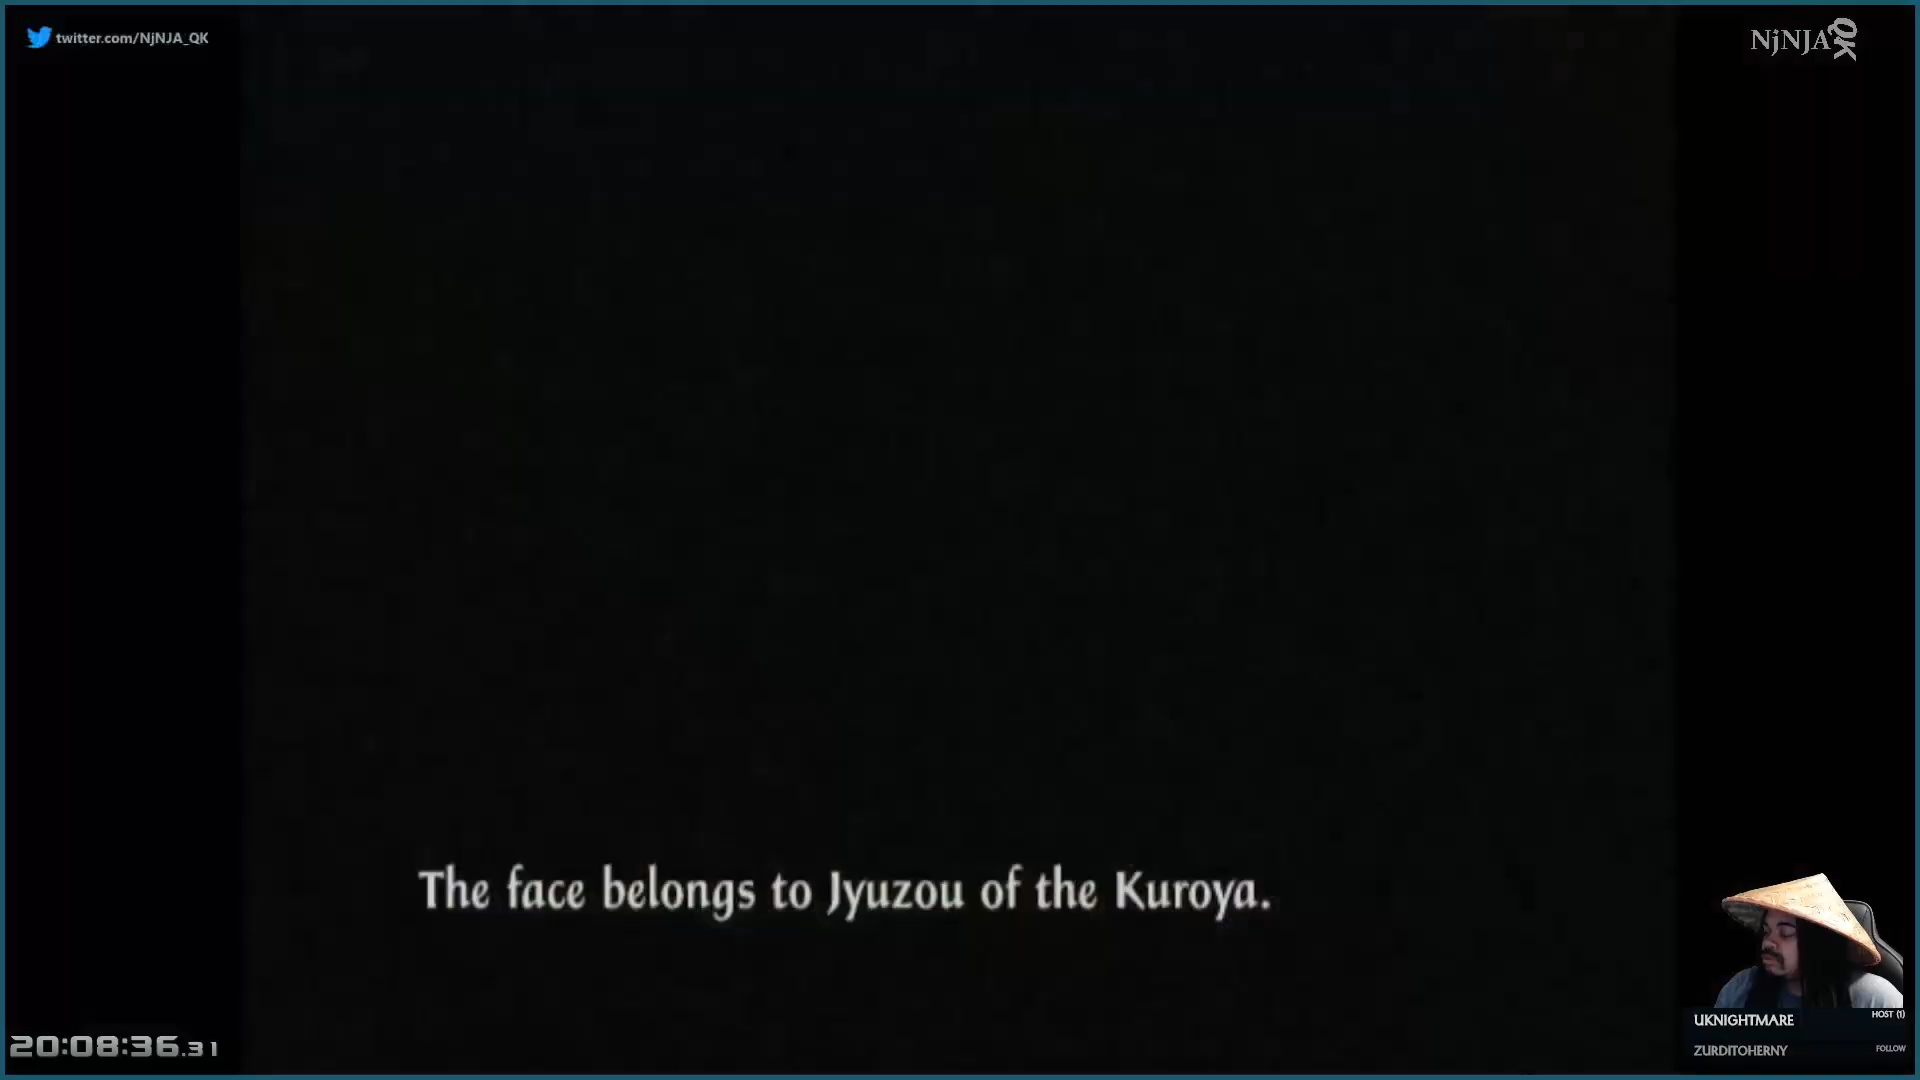 twitter.com/NjNJA_QK
NjNJA QK
The face belongs to Jyuzou of the Kuroya.
UKNIGHTMARE
HOST (1)
20:08:36.31
ZURDITOHERNY
FOLLOW